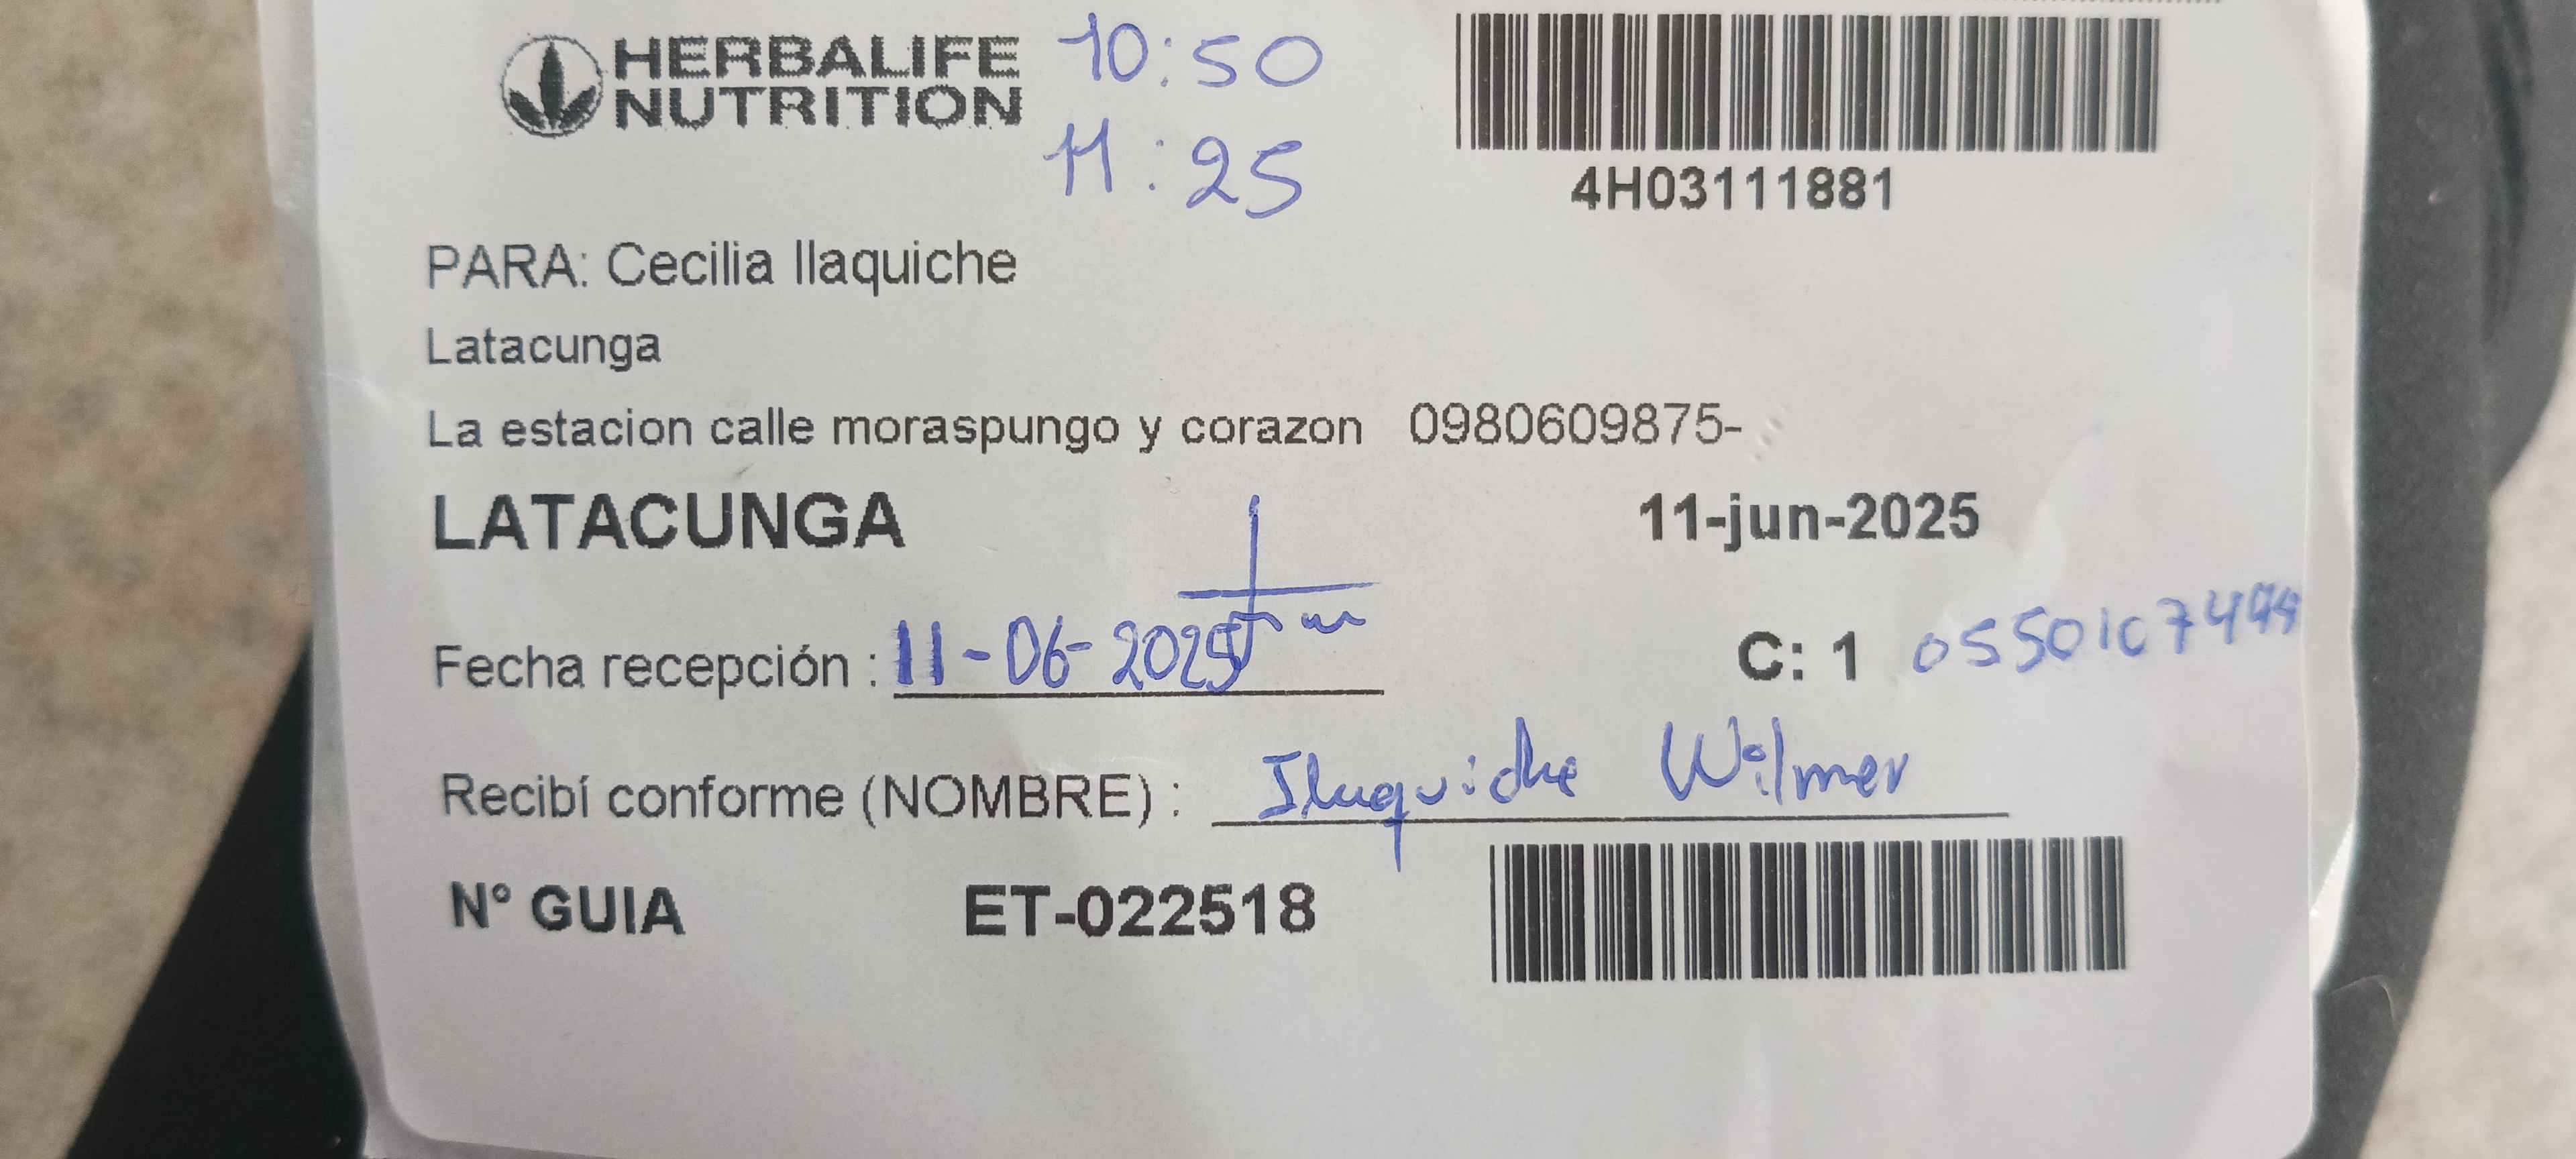 HERBALIFE
NUTRITION
10:50
11:25
4H03111881
PARA: Cecilia llaquiche
Latacunga
La estacion calle moraspungo y corazon 0980609875-
LATACUNGA
11-jun-2025
Fecha recepción : 11-06-2025
C: 1
Recibí conforme (NOMBRE) : Ilaquiche Wilmer
N° GUIA ET-022518